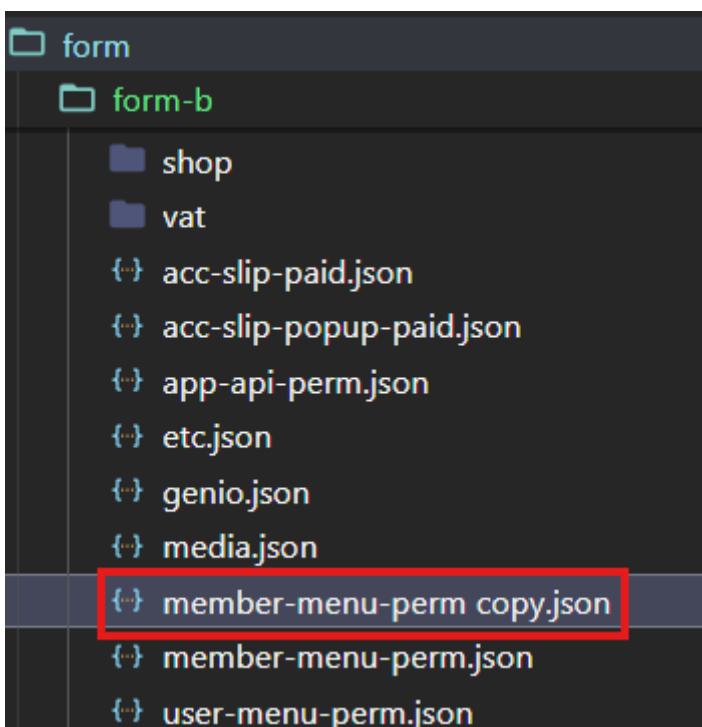 form
form-b
shop
vat
acc-slip-paid.json
acc-slip-popup-paid.json
app-api-perm.json
etc.json
genio.json
media.json
member-menu-perm copy.json
member-menu-perm.json
user-menu-perm.json